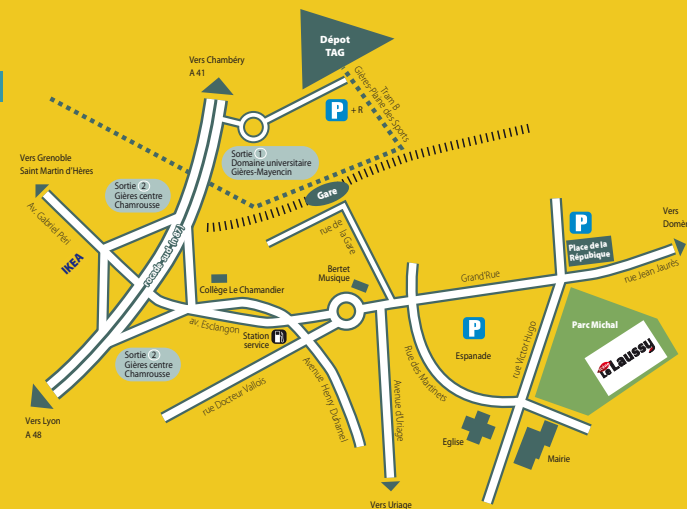 Dépot
TAG
Vers Chambéry
A 41
Tram B
Gières-Plaine des Sports
P + R
Sortie 1
Domaine universitaire
Gières-Mayencin
Vers Grenoble
Saint Martin d'Hères
Sortie 2
Gières centre
Chamrousse
Gare
Av. Gabriel Péri
IKEA
rocade sud (n 87)
rue de
la Gare
P
Place de la
Répubique
Vers
Domèn
rue Jean Jaurès
Grand'Rue
Bertet
Musique
Collège Le Chamandier
av. Esclangon
Station
service
P
Espanade
Parc Michal
Le Laussy
rue Victor Hugo
Sortie 2
Gières centre
Chamrousse
rue Docteur Vallois
Avenue Henry Duhamel
Avenue d'Uriage
Rue des Martinets
Vers Lyon
A 48
Eglise
Mairie
Vers Uriage